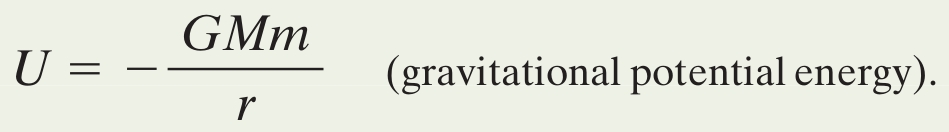 U = − GMm / r (gravitational potential energy).